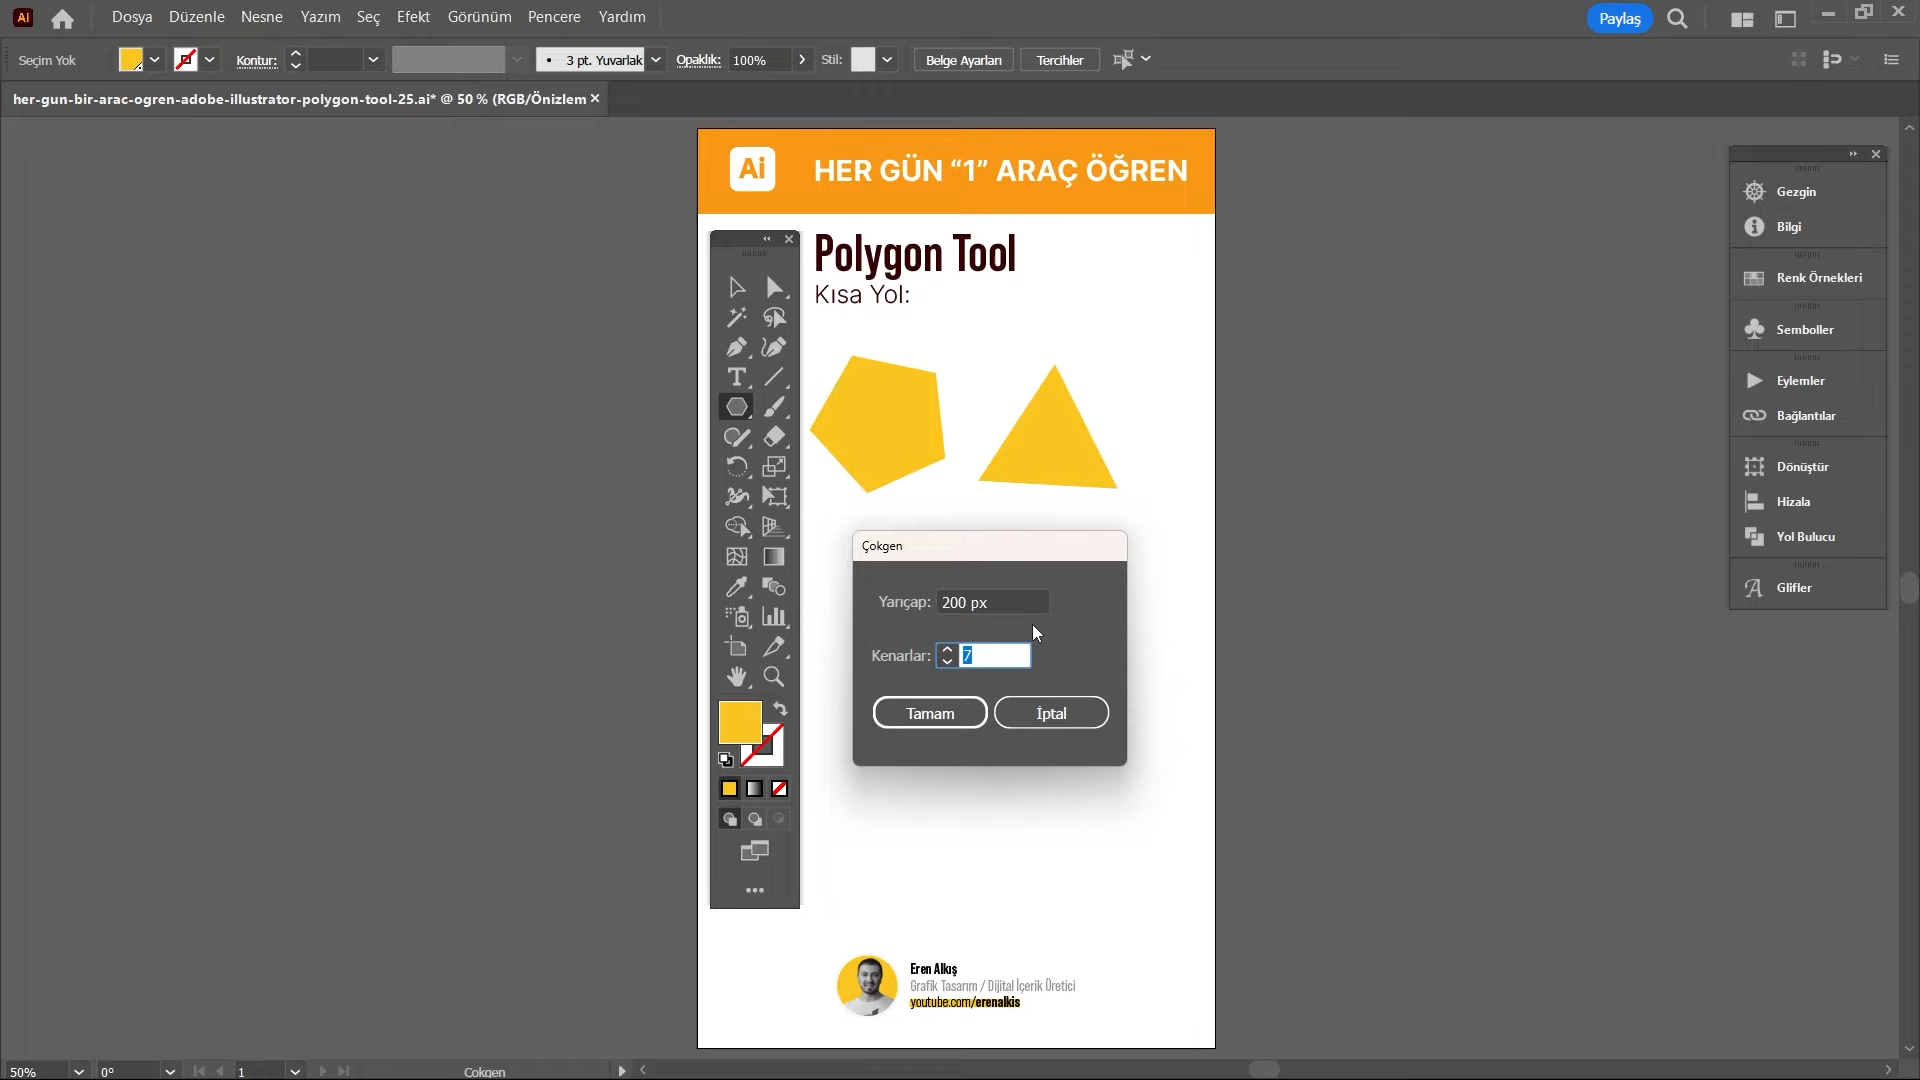 Ai
Dosya Düzenle Nesne Yazım Seç Efekt Görünüm Pencere Yardım
Paylaş
Seçim Yok
Kontur:
3 pt. Yuvarlak
Opaklık: 100%
Stil:
Belge Ayarları
Tercihler
her-gun-bir-arac-ogren-adobe-illustrator-polygon-tool-25.ai* @ 50 % (RGB/Önizlem
Ai
HER GÜN “1” ARAÇ ÖĞREN
Polygon Tool
Kısa Yol:
Çokgen
Yarıçap: 200 px
Kenarlar: 7
Tamam
İptal
Gezgin
Bilgi
Renk Örnekleri
Semboller
Eylemler
Bağlantılar
Dönüştür
Hizala
Yol Bulucu
Glifler
Eren Alkış
Grafik Tasarım / Dijital İçerik Üretici
youtube.com/erenalkis
50%
0°
1
Çokgen